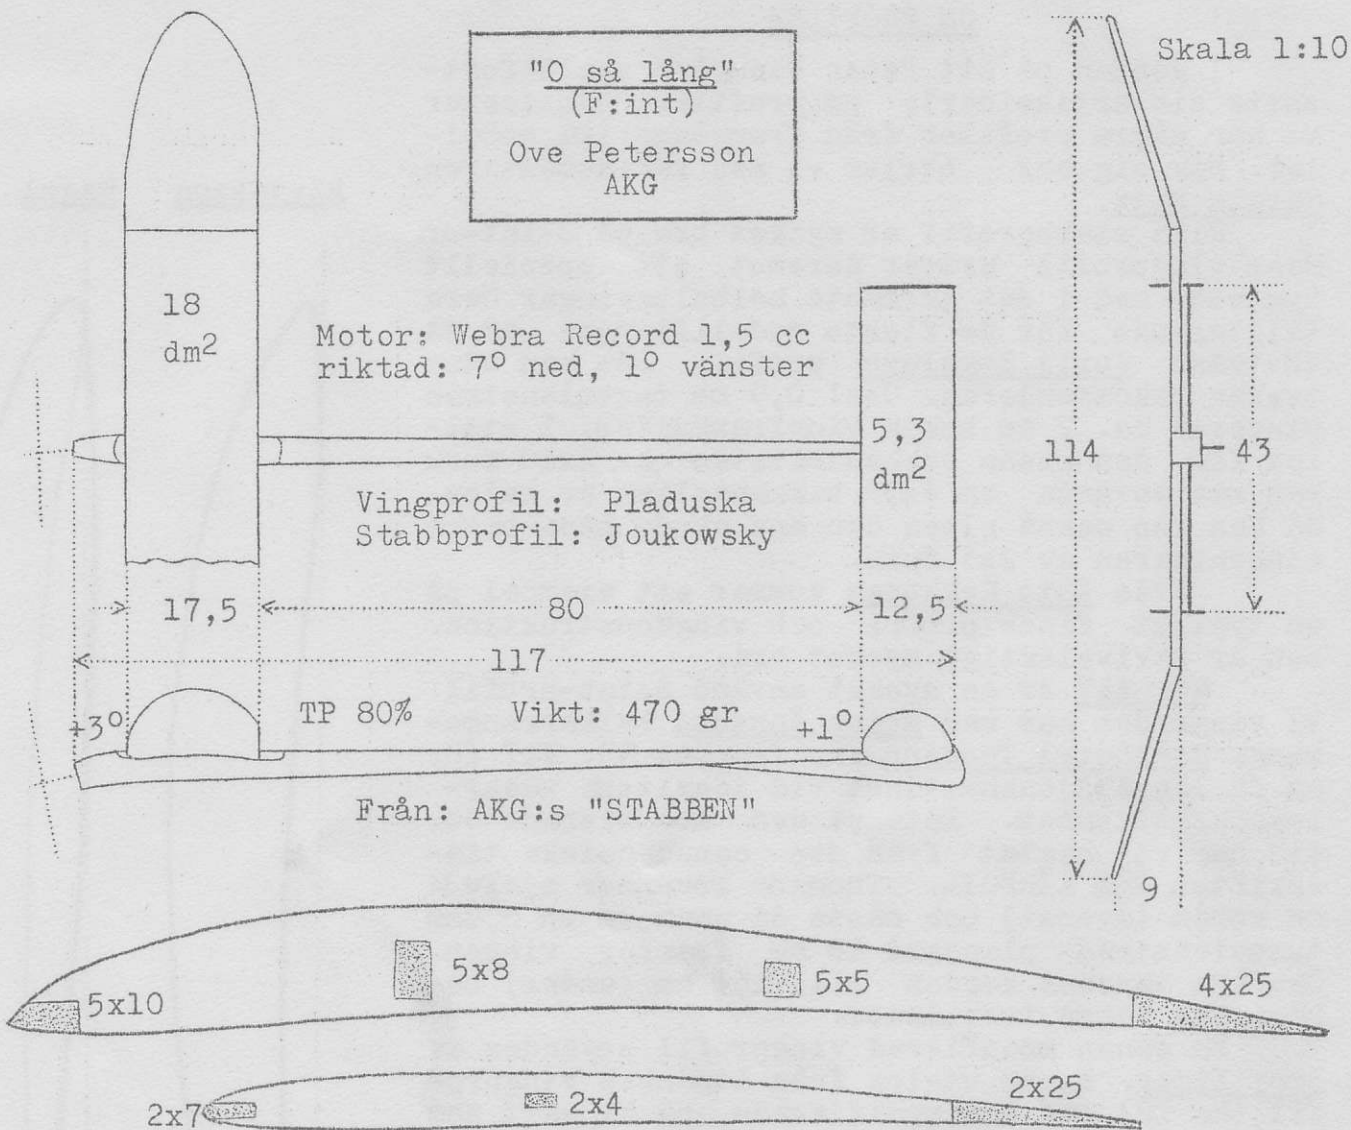 "O så lång"
(F:int)
Ove Petersson
AKG
Skala 1:10
18
dm2
Motor: Webra Record 1,5 cc
riktad: 7° ned, 1° vänster
5,3
dm2
114
43
Vingprofil: Pladuska
Stabbprofil: Joukowsky
17,5
80
12,5
117
+3°
TP 80%
Vikt: 470 gr
+1°
Från: AKG:s "STABBEN"
9
5x10
5x8
5x5
4x25
2x7
2x4
2x25